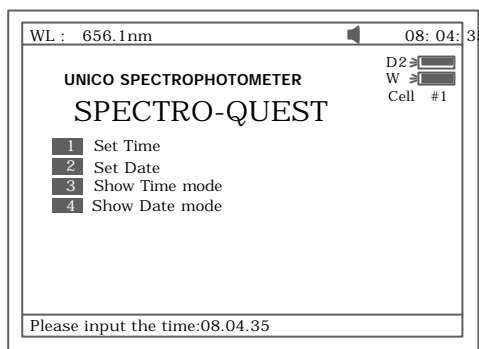 WL : 656.1nm 08: 04: 35
D2
W
Cell #1
UNICO SPECTROPHOTOMETER
SPECTRO-QUEST
1 Set Time
2 Set Date
3 Show Time mode
4 Show Date mode
Please input the time:08.04.35